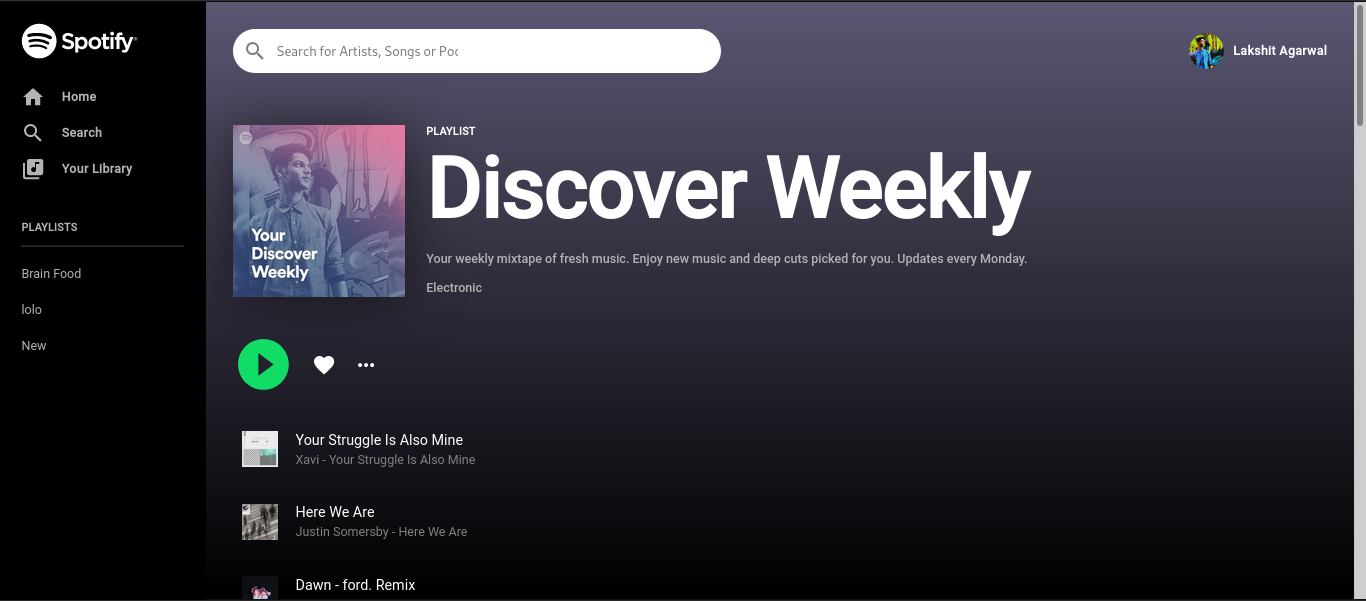 Spotify
Home
Search
Your Library
PLAYLISTS
Brain Food
lolo
New
Search for Artists, Songs or Poc
Lakshit Agarwal
Your
Discover
Weekly
PLAYLIST
Discover Weekly
Your weekly mixtape of fresh music. Enjoy new music and deep cuts picked for you. Updates every Monday.
Electronic
Your Struggle Is Also Mine
Xavi - Your Struggle Is Also Mine
Here We Are
Justin Somersby - Here We Are
Dawn - ford. Remix